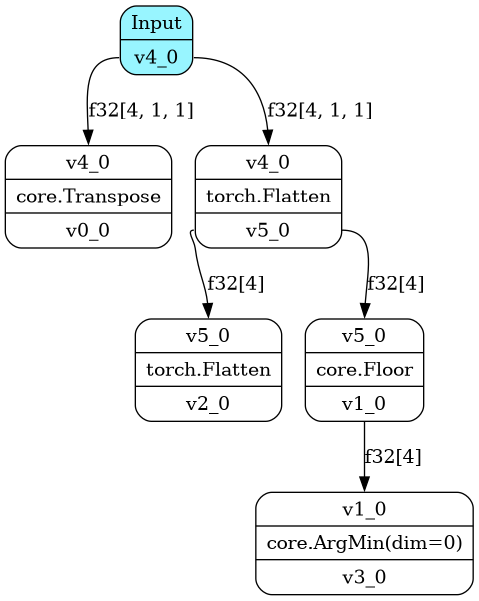 Input
v4_0
f32[4, 1, 1]
f32[4, 1, 1]
v4_0
core.Transpose
v0_0
v4_0
torch.Flatten
v5_0
f32[4]
f32[4]
v5_0
torch.Flatten
v2_0
v5_0
core.Floor
v1_0
f32[4]
v1_0
core.ArgMin(dim=0)
v3_0